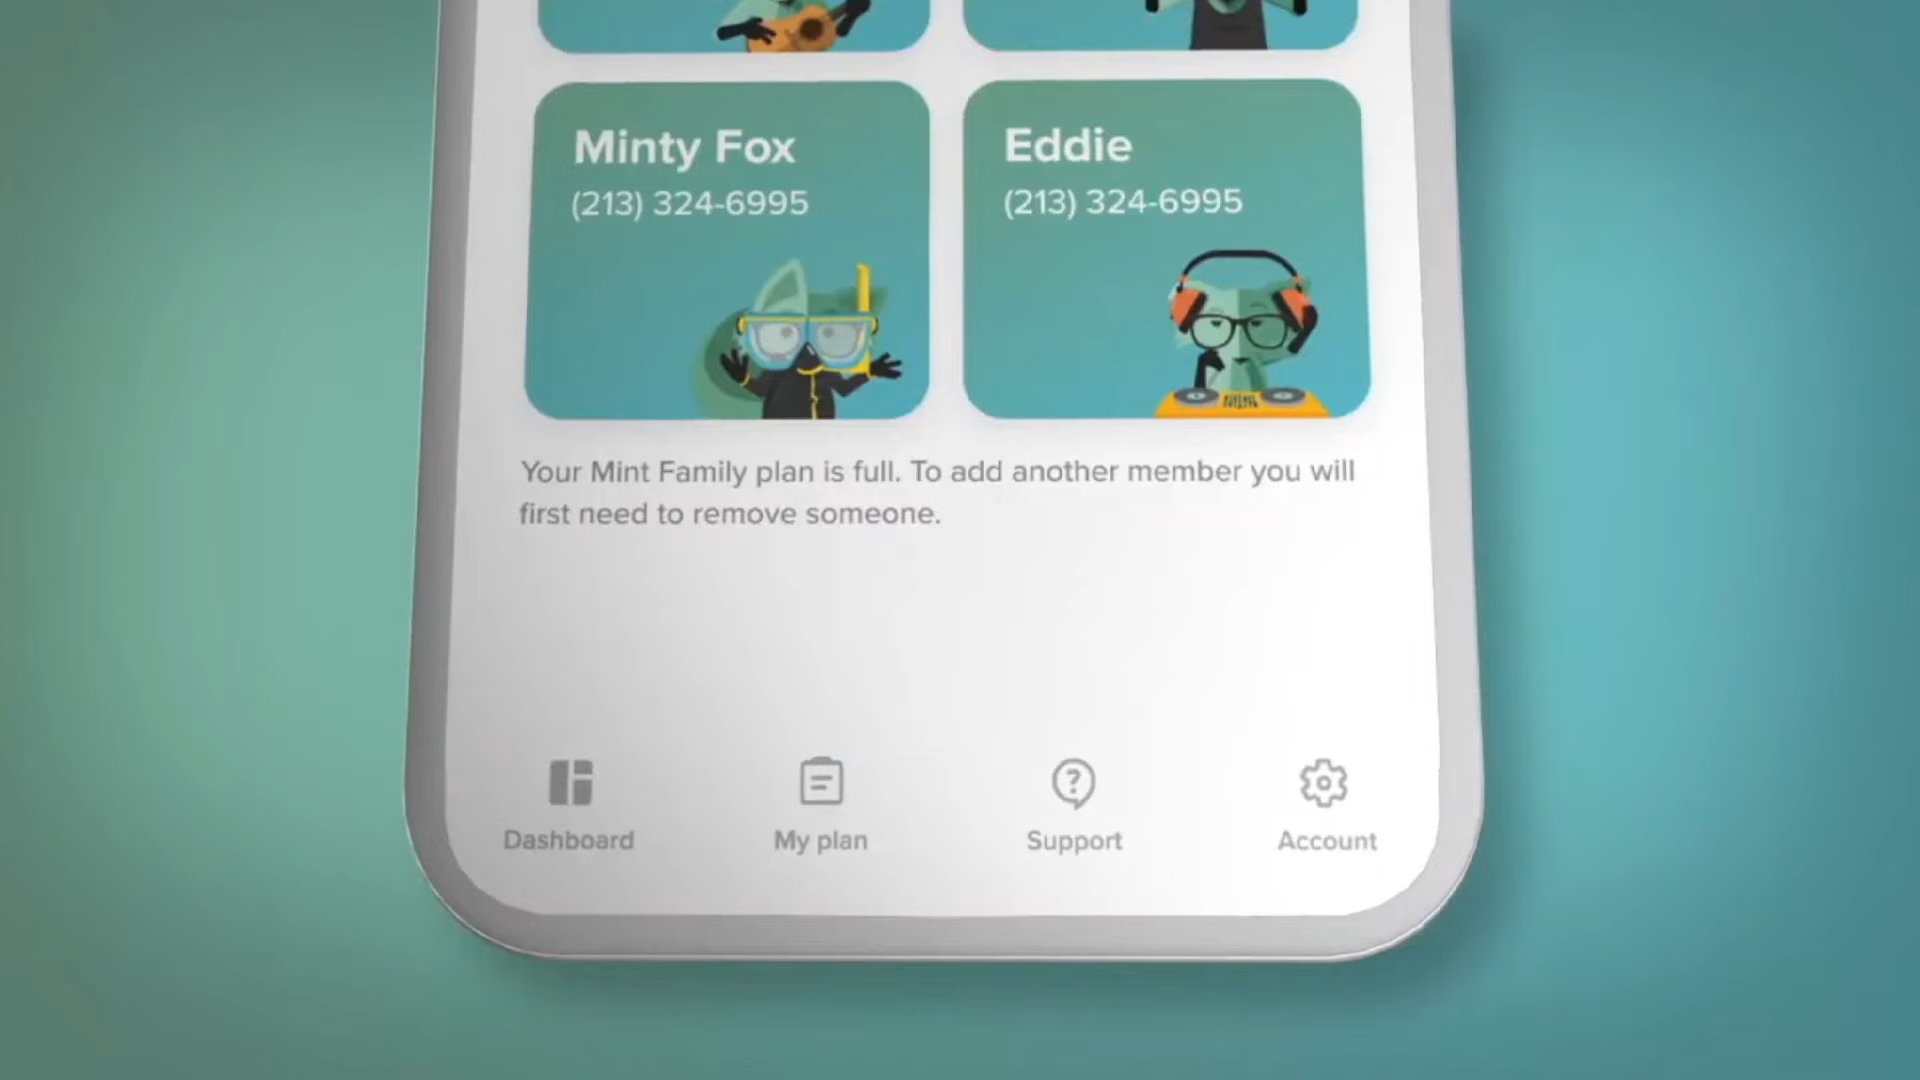 Minty Fox
(213) 324-6995
Eddie
(213) 324-6995
Your Mint Family plan is full. To add another member you will
first need to remove someone.
Dashboard
My plan
Support
Account